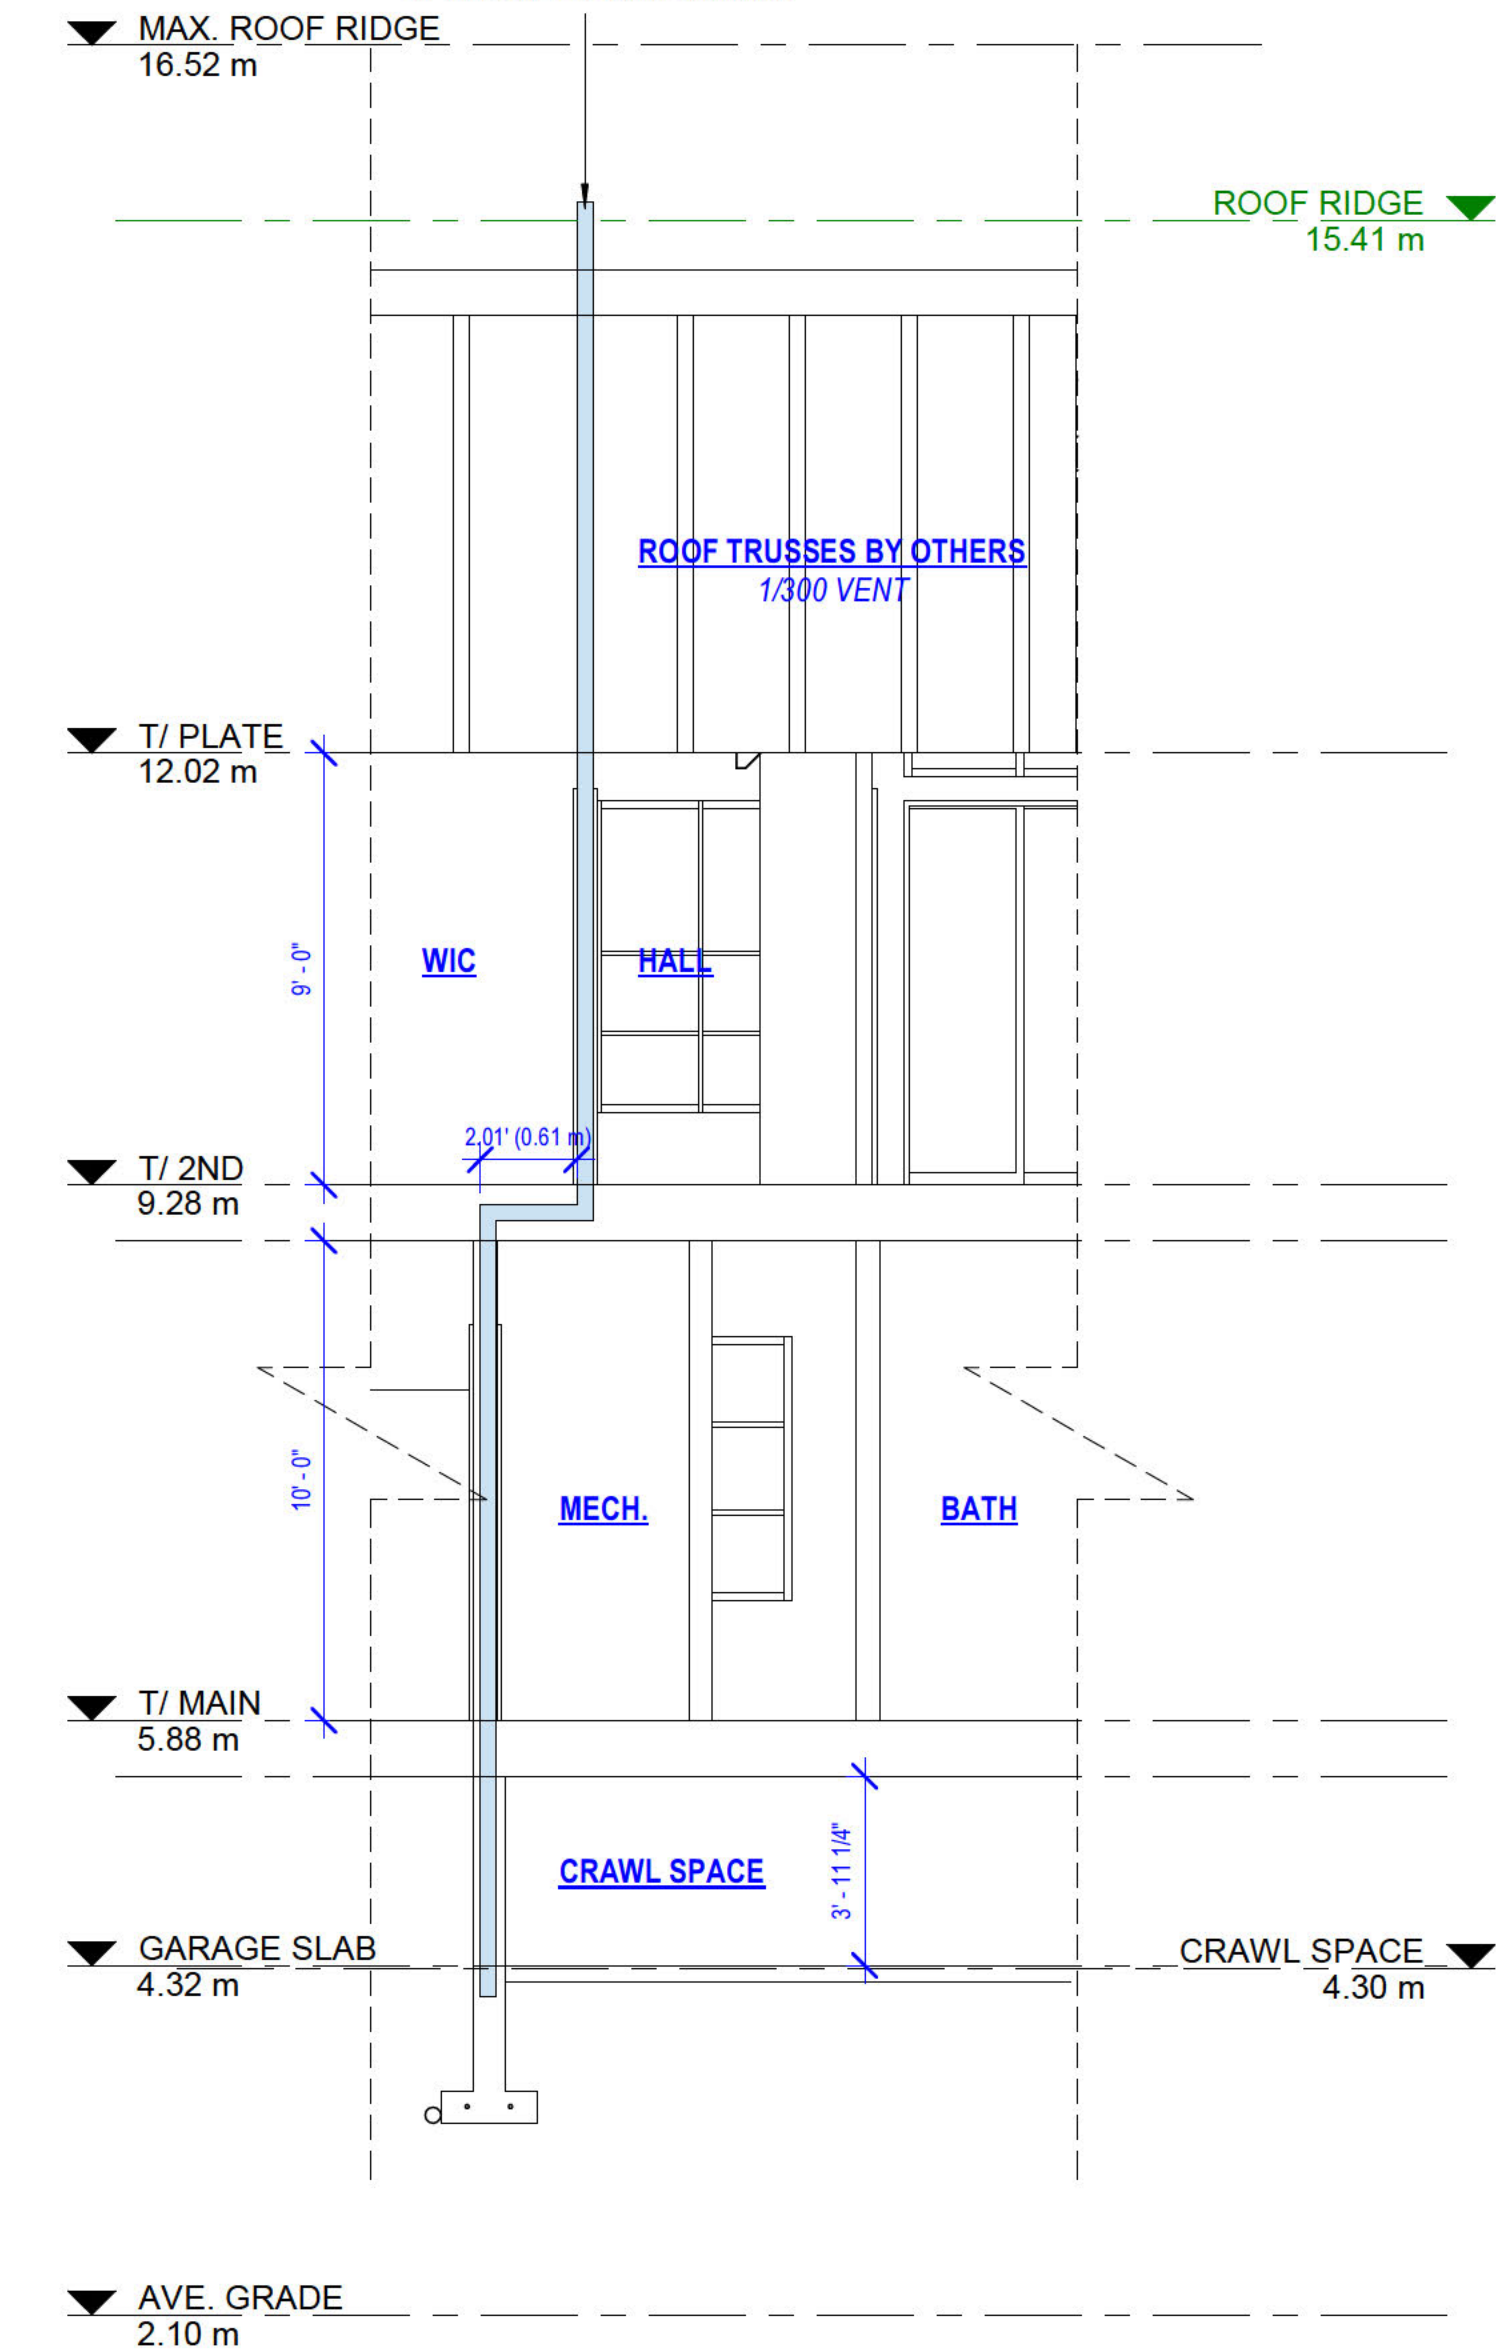 MAX. ROOF RIDGE
16.52 m
ROOF RIDGE
15.41 m
ROOF TRUSSES BY OTHERS
1/300 VENT
T/ PLATE
12.02 m
9' - 0"
WIC
HALL
2.01' (0.61 m)
T/ 2ND
9.28 m
10' - 0"
MECH.
BATH
T/ MAIN
5.88 m
CRAWL SPACE
3' - 11 1/4"
GARAGE SLAB
4.32 m
CRAWL SPACE
4.30 m
AVE. GRADE
2.10 m